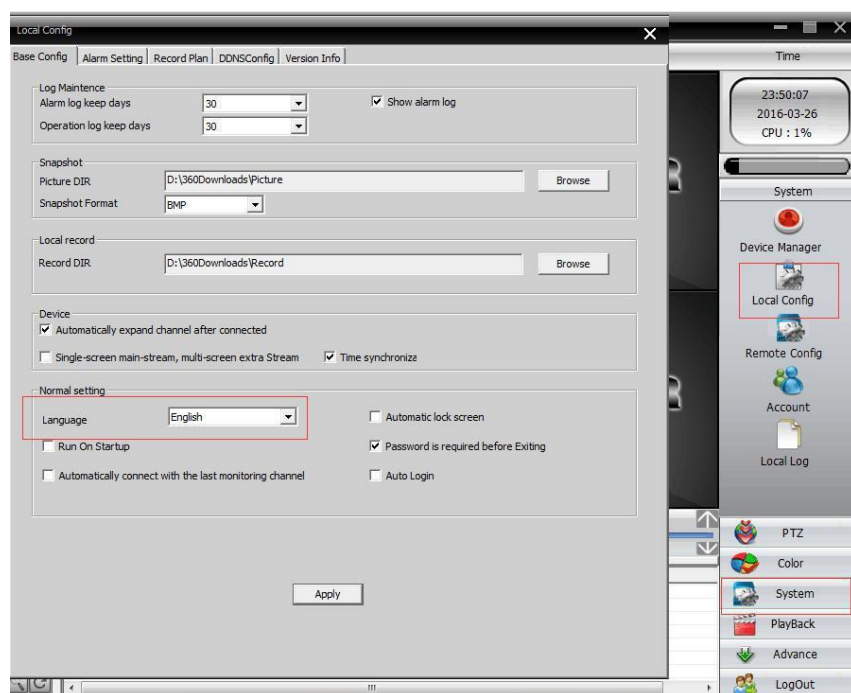 Local Config
Base Config Alarm Setting Record Plan DDNSConfig Version Info
Log Maintence
Alarm log keep days 30 Show alarm log
Operation log keep days 30
Snapshot
Picture DIR D:\360Downloads\Picture Browse
Snapshot Format BMP
Local record
Record DIR D:\360Downloads\Record Browse
Device
Automatically expand channel after connected
Single-screen main-stream, multi-screen extra Stream Time synchroniza
Normal setting
Language English Automatic lock screen
Run On Startup Password is required before Exiting
Automatically connect with the last monitoring channel Auto Login
Apply
Time
23:50:07
2016-03-26
CPU : 1%
System
Device Manager
Local Config
Remote Config
Account
Local Log
PTZ
Color
System
PlayBack
Advance
LogOut